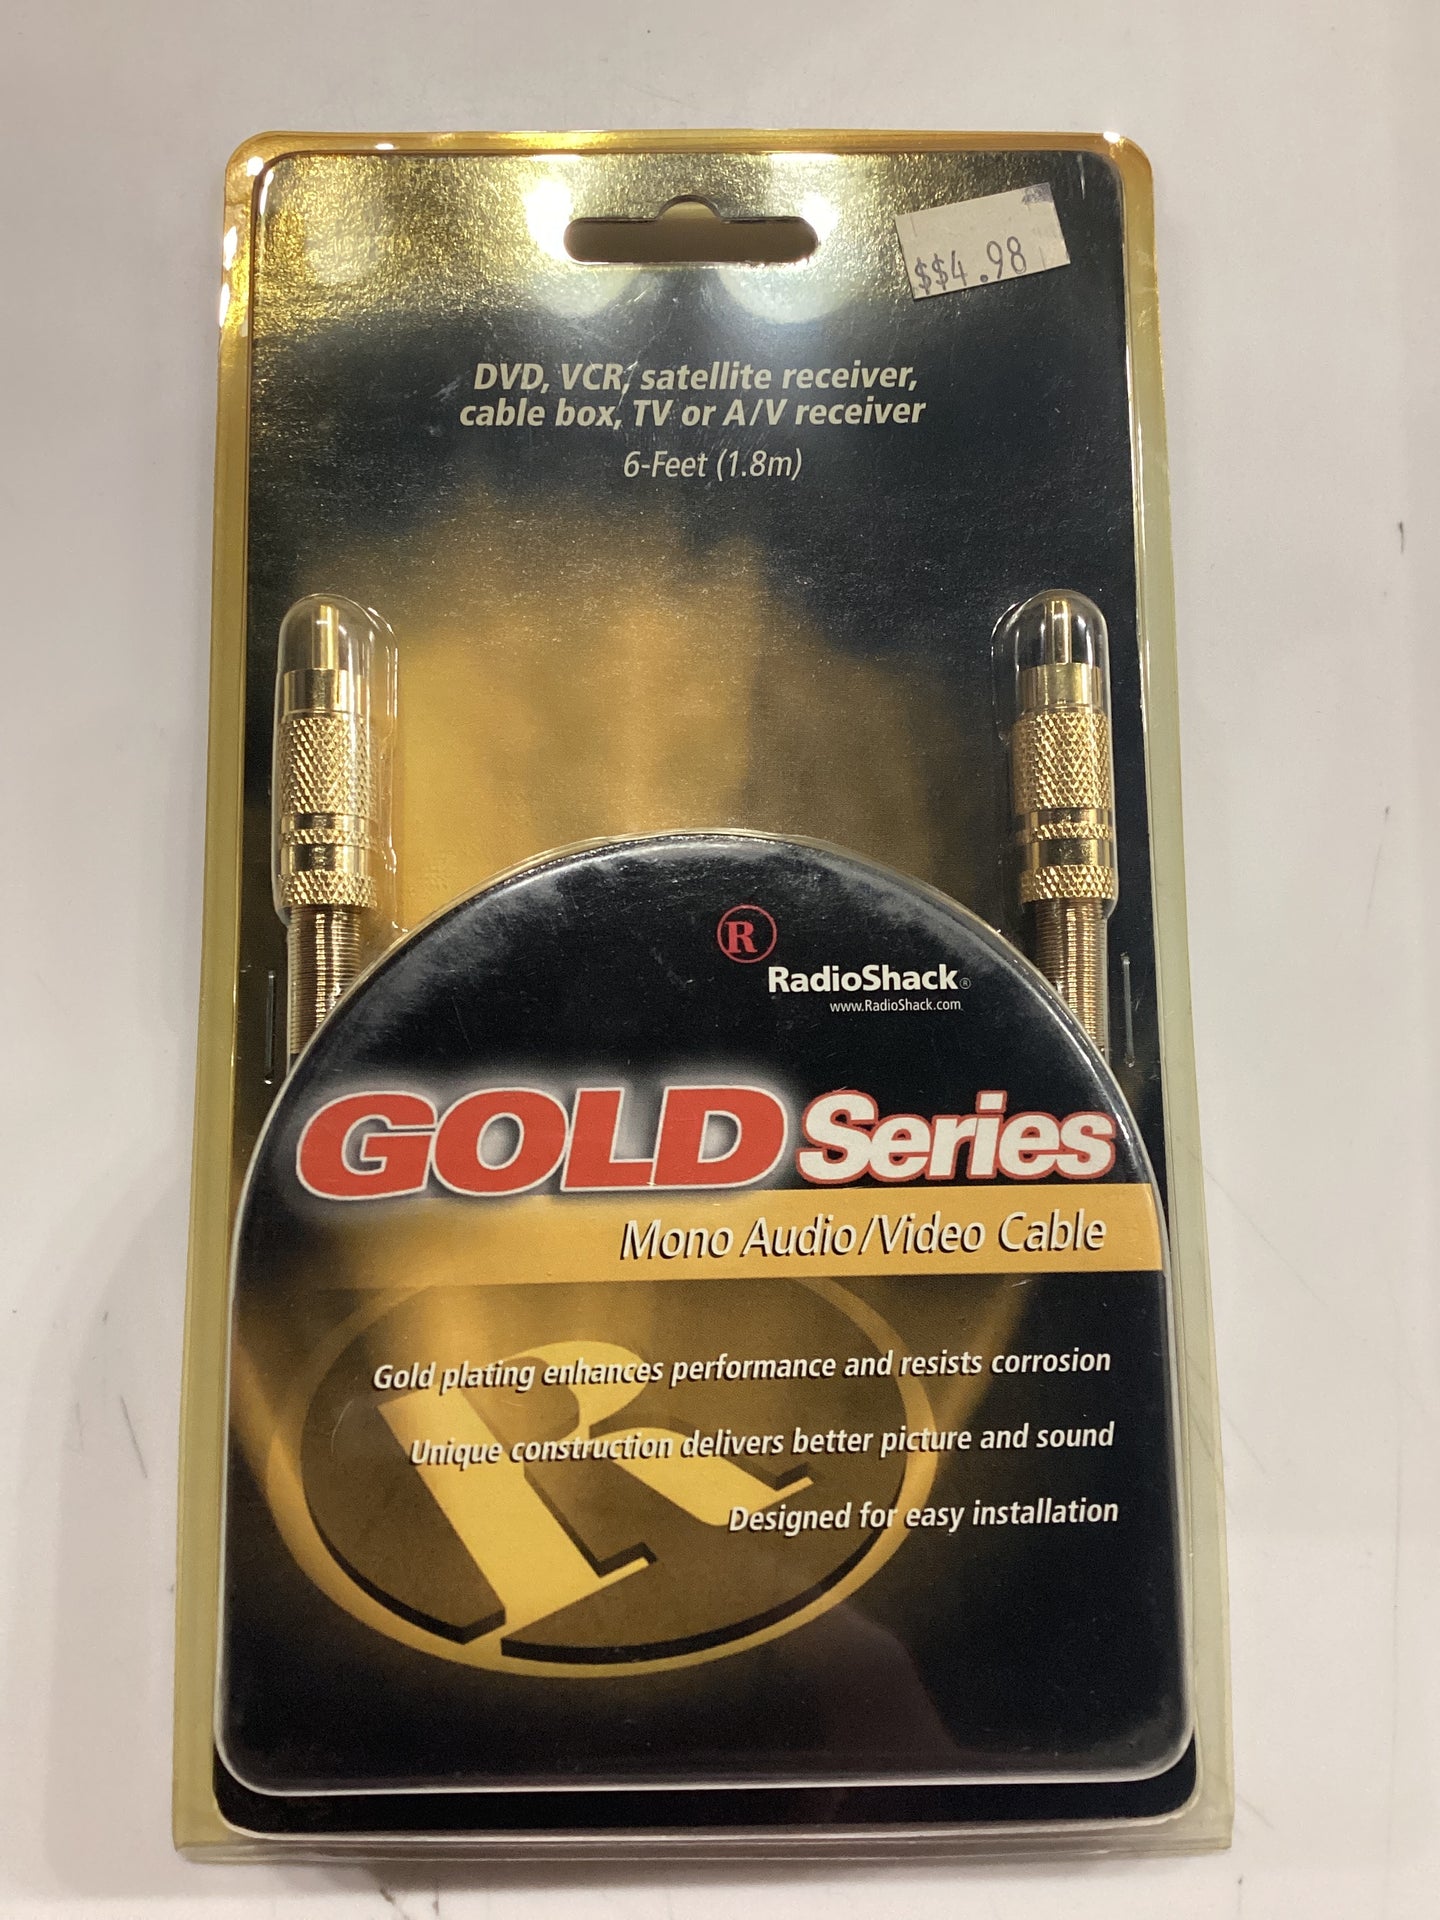 $$4.98
DVD, VCR, satellite receiver,
cable box, TV or A/V receiver
6-Feet (1.8m)
R
RadioShack®
www.RadioShack.com
GOLD Series
Mono Audio/Video Cable
Gold plating enhances performance and resists corrosion
Unique construction delivers better picture and sound
Designed for easy installation
R